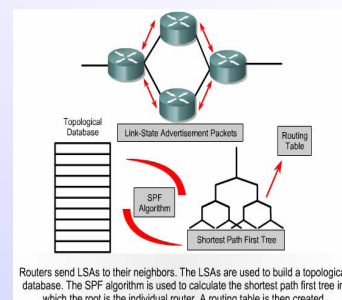 Link-State Advertisement Packets
Topological
Database
Routing
Table
SPF
Algorithm
Shortest Path First Tree
Routers send LSAs to their neighbors. The LSAs are used to build a topological
database. The SPF algorithm is used to calculate the shortest path first tree in
which the root is the individual router. A routing table is then created.